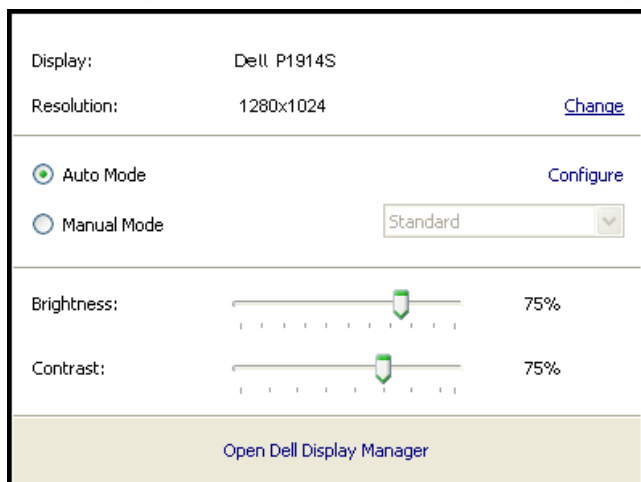 Display: Dell P1914S
Resolution: 1280x1024 Change
Auto Mode Configure
Manual Mode Standard
Brightness: 75%
Contrast: 75%
Open Dell Display Manager